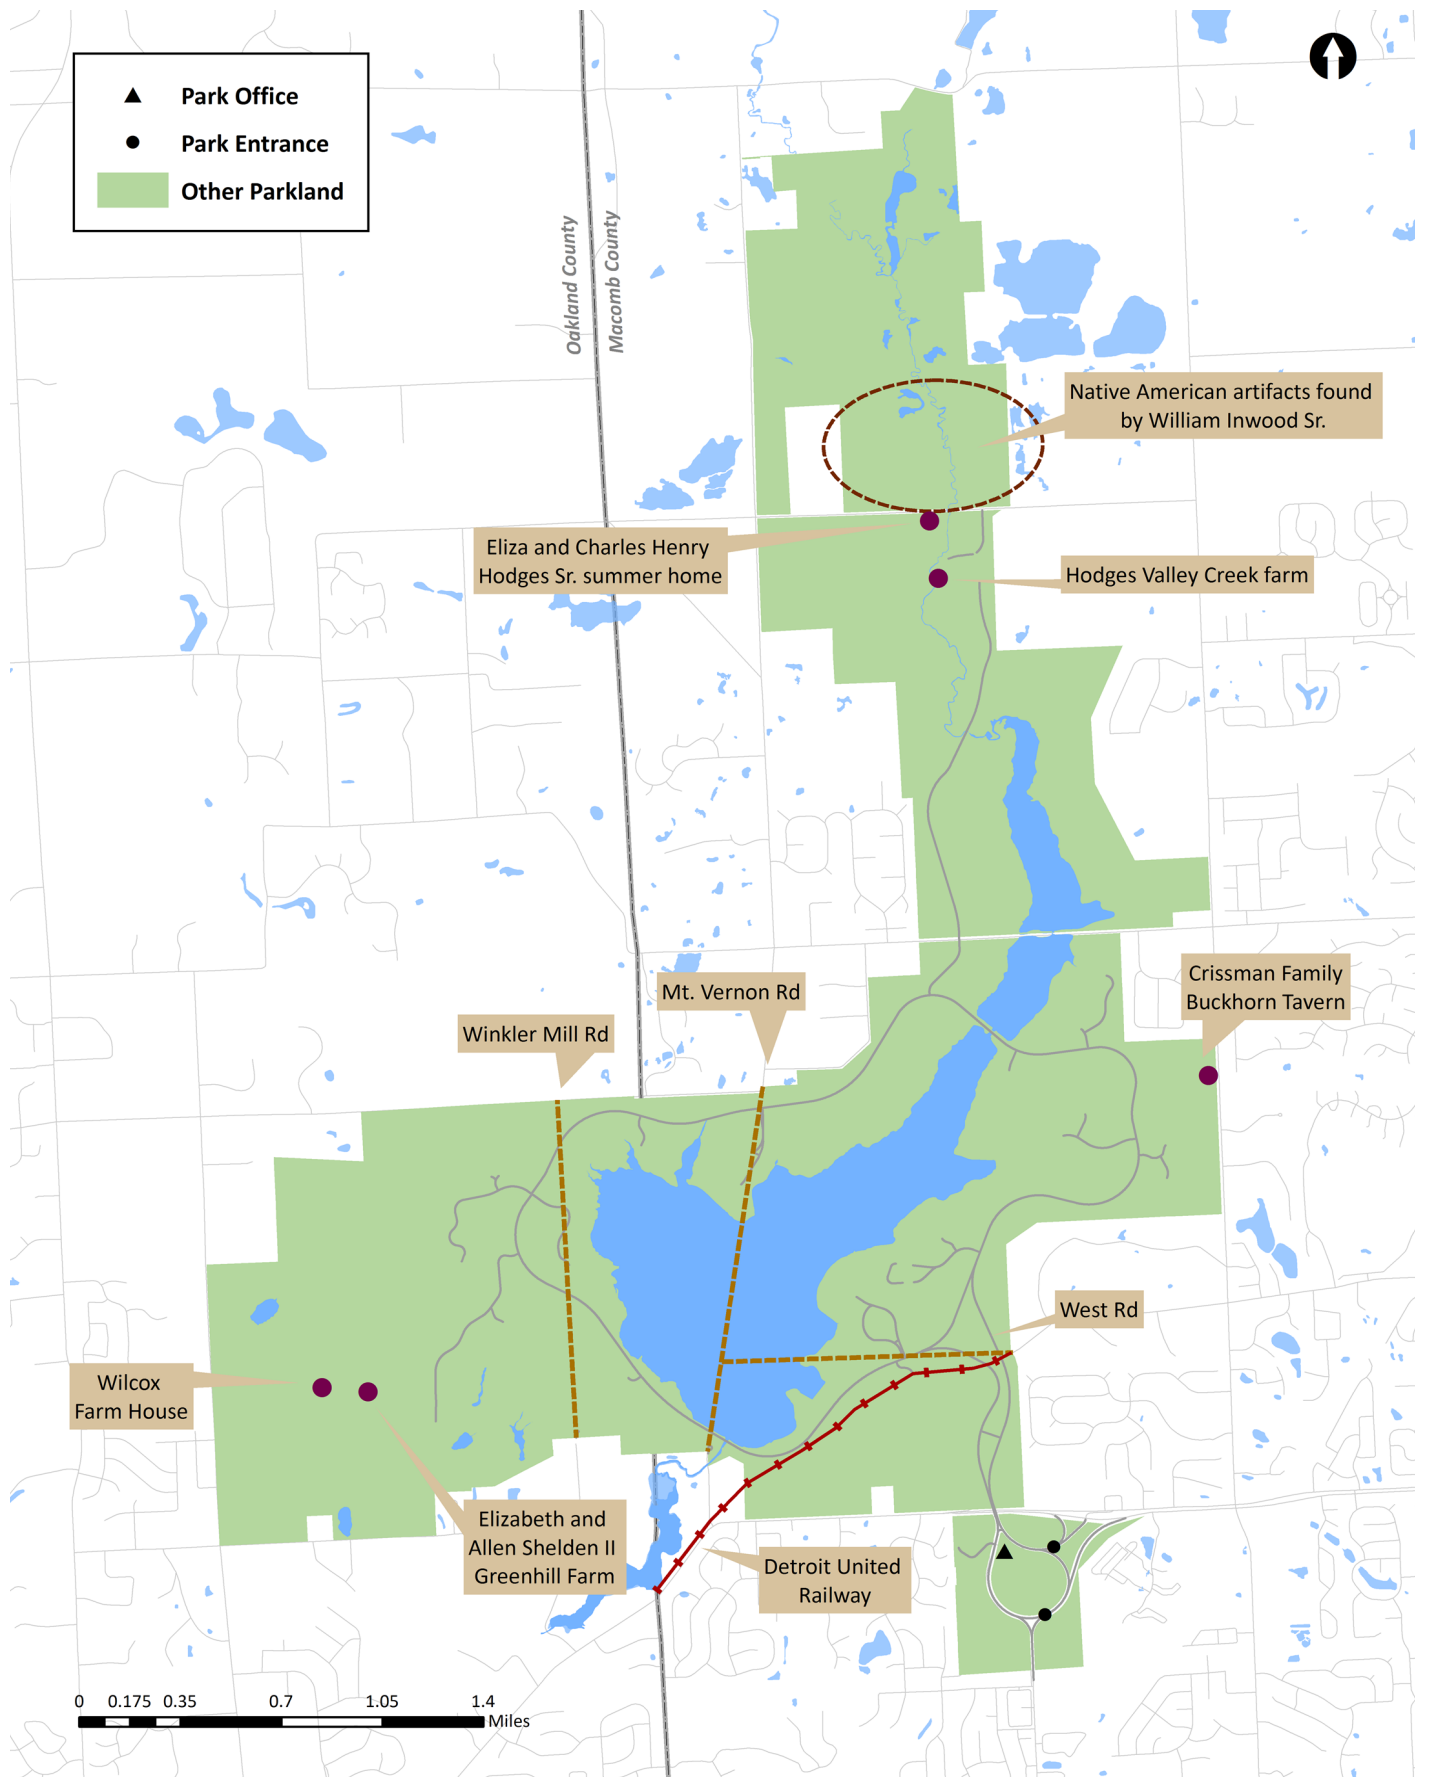 Park Office
Park Entrance
Other Parkland
Oakland County
Macomb County
Native American artifacts found
by William Inwood Sr.
Eliza and Charles Henry
Hodges Sr. summer home
Hodges Valley Creek farm
Crissman Family
Buckhorn Tavern
Mt. Vernon Rd
Winkler Mill Rd
West Rd
Wilcox
Farm House
Elizabeth and
Allen Shelden II
Greenhill Farm
Detroit United
Railway
0 0.175 0.35 0.7 1.05 1.4
Miles